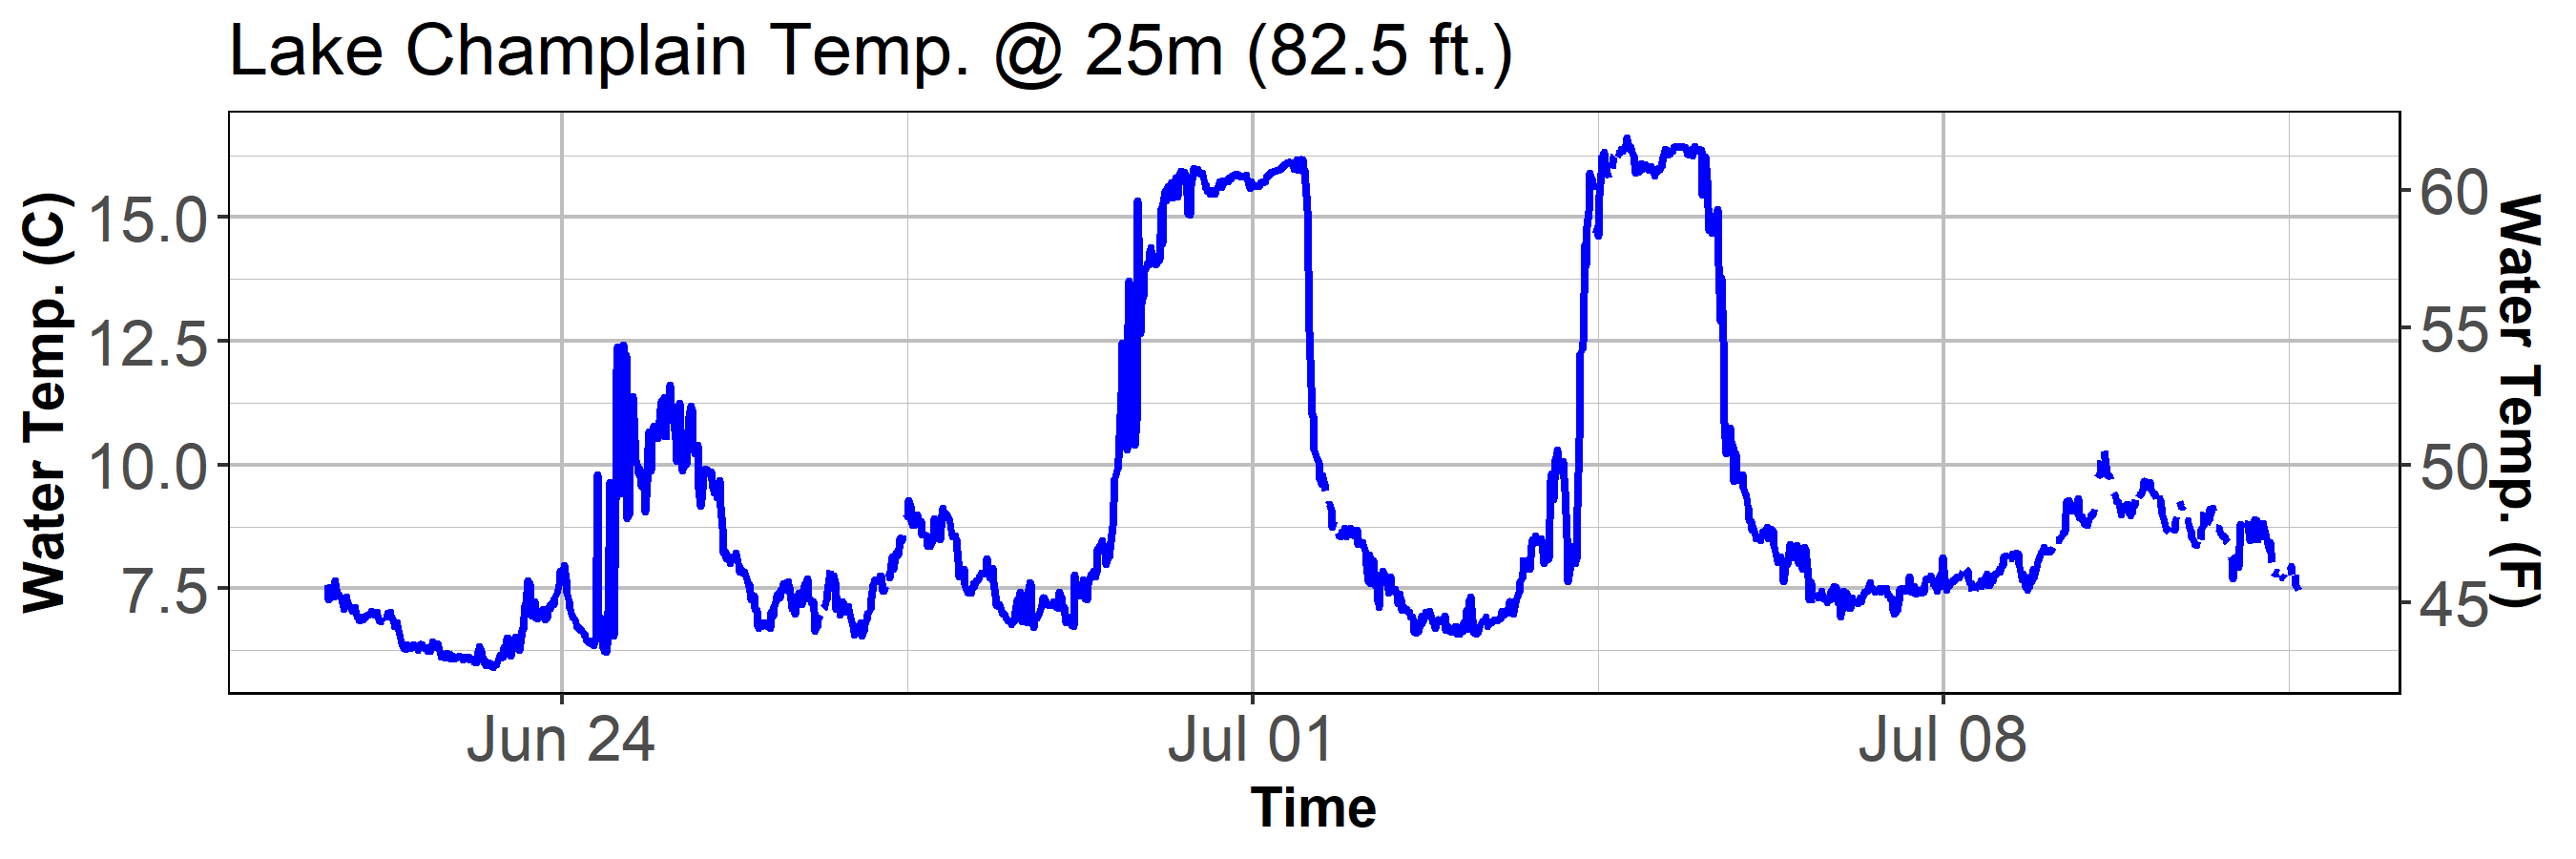 Lake Champlain Temp. @ 25m (82.5 ft.)
Water Temp. (C)
15.0
12.5
10.0
7.5
60
55
50
45
Water Temp. (F)
Jun 24
Jul 01
Jul 08
Time